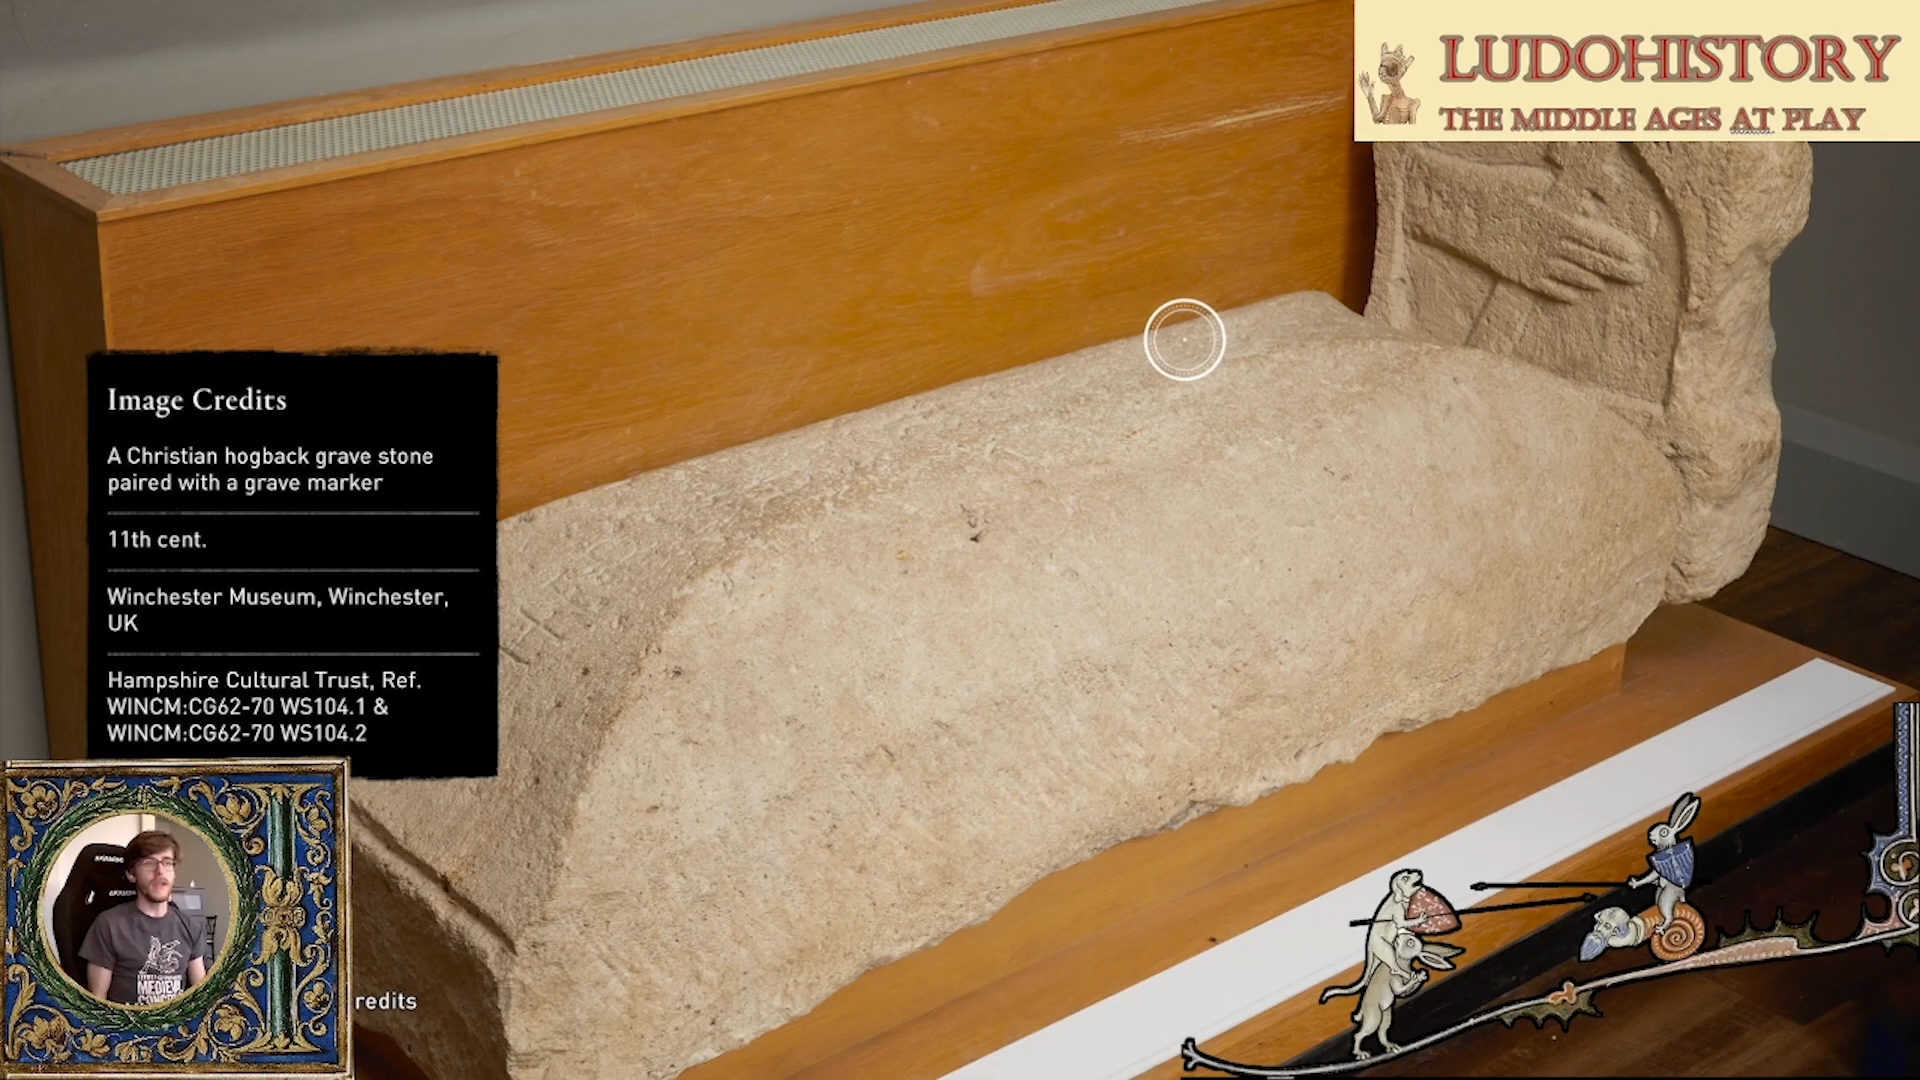 LUDOHISTORY
THE MIDDLE AGES AT PLAY
Image Credits
A Christian hogback grave stone
paired with a grave marker
11th cent.
Winchester Museum, Winchester,
UK
Hampshire Cultural Trust, Ref.
WINCM:CG62-70 WS104.1 &
WINCM:CG62-70 WS104.2
redits